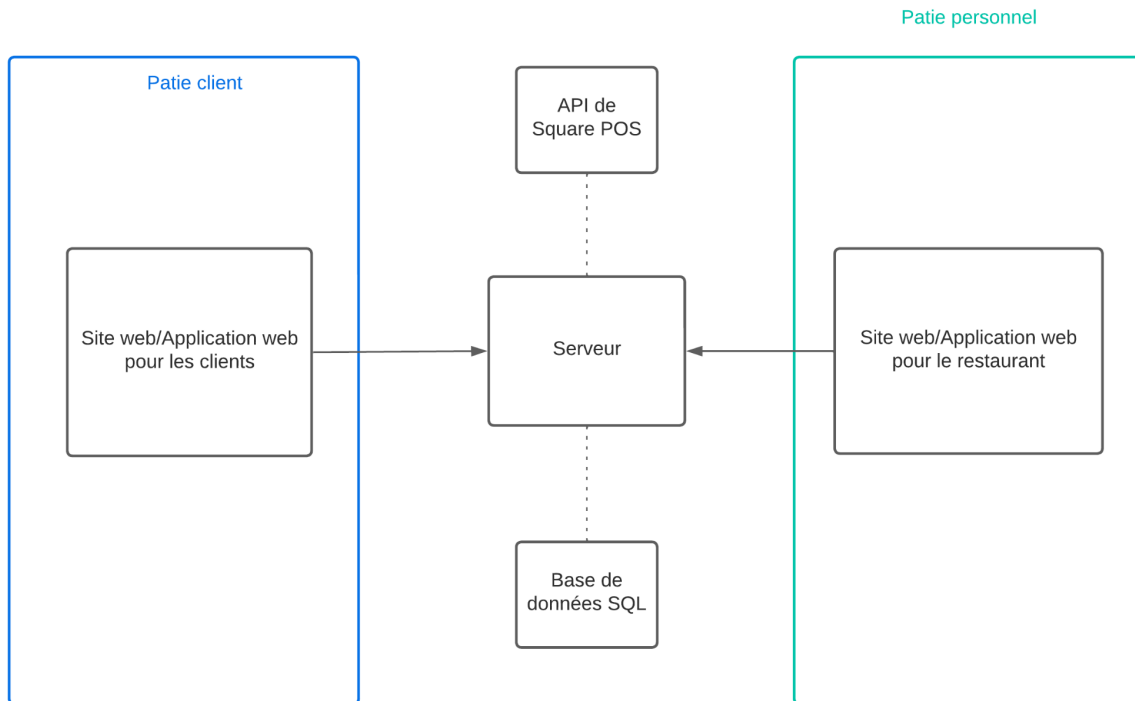 Patie personnel
Patie client
API de
Square POS
Site web/Application web
pour les clients
Serveur
Site web/Application web
pour le restaurant
Base de
données SQL